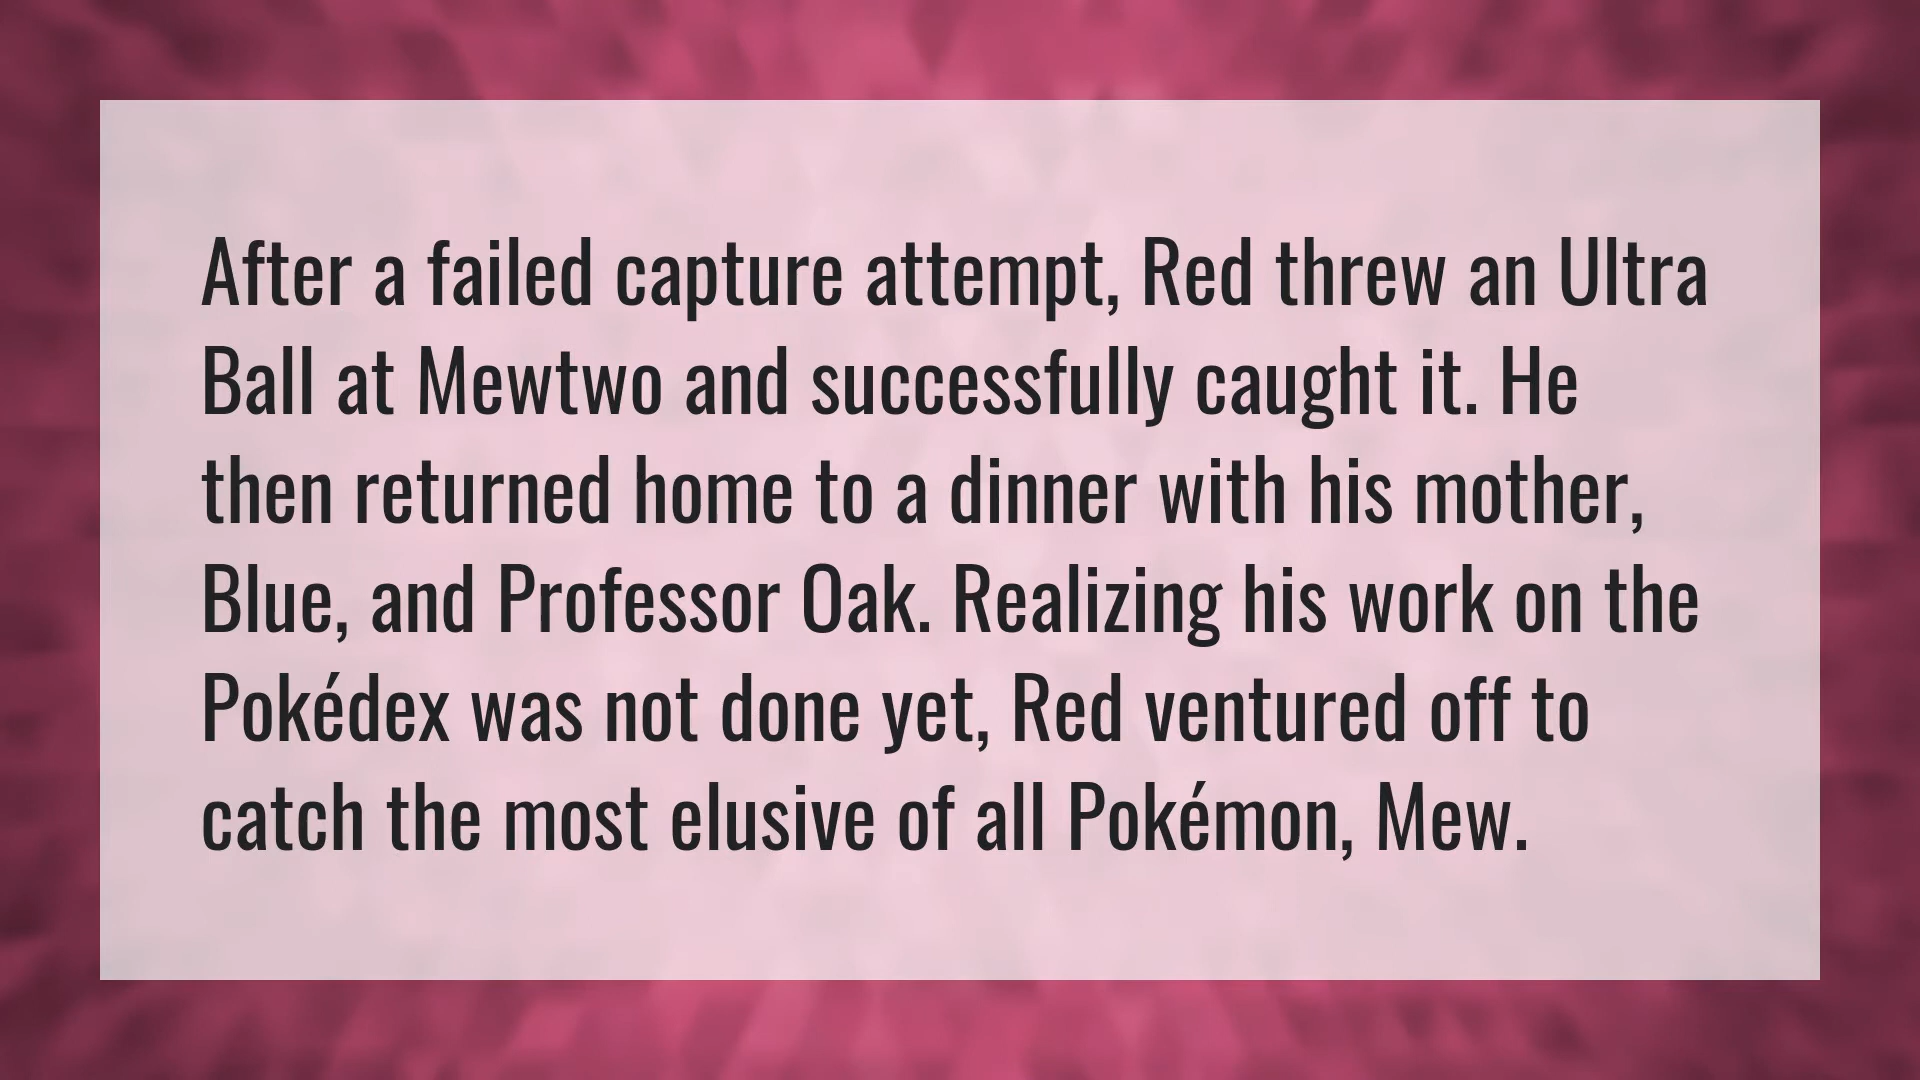 After a failed capture attempt, Red threw an Ultra
Ball at Mewtwo and successfully caught it. He
then returned home to a dinner with his mother,
Blue, and Professor Oak. Realizing his work on the
Pokédex was not done yet, Red ventured off to
catch the most elusive of all Pokémon, Mew.